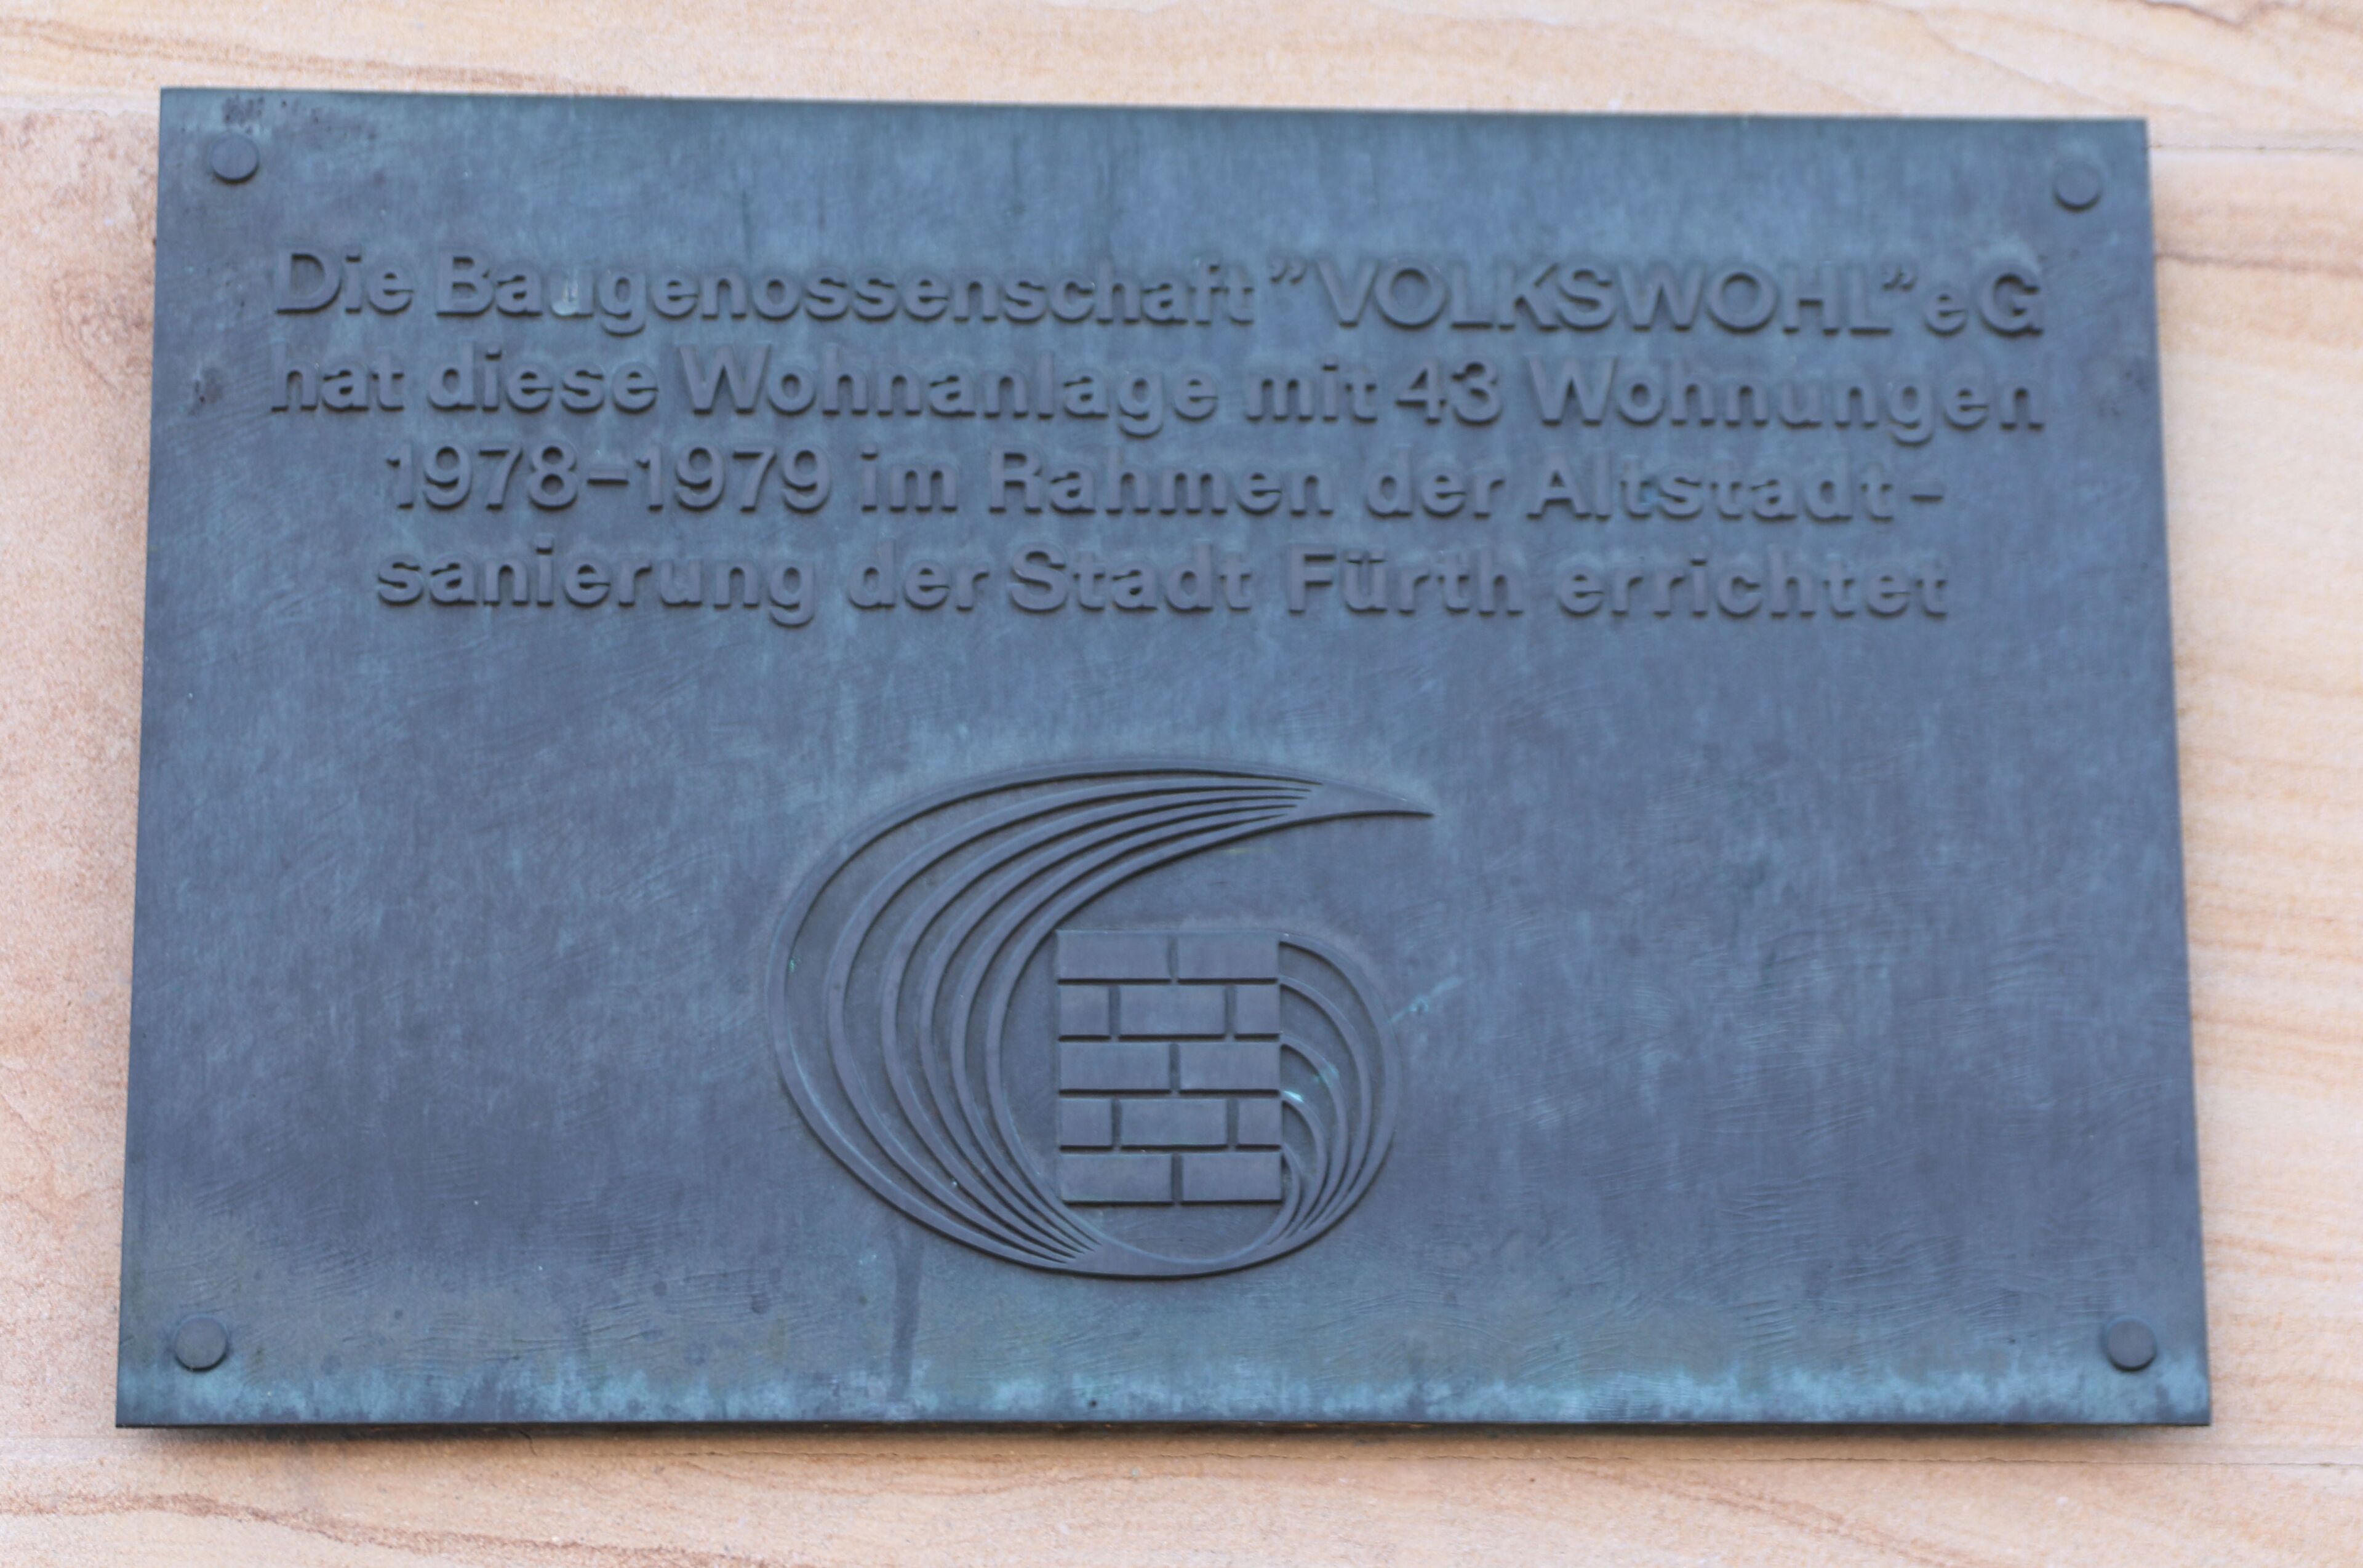 Die Baugenossenschaft "VOLKSWOHL" eG
hat diese Wohnanlage mit 43 Wohnungen
1978-1979 im Rahmen der Altstadt-
sanierung der Stadt Fürth errichtet